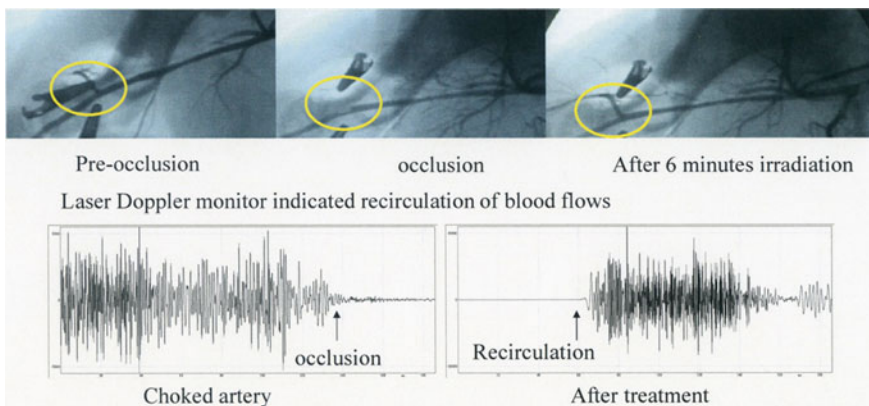 Pre-occlusion
occlusion
After 6 minutes irradiation
Laser Doppler monitor indicated recirculation of blood flows
occlusion
Recirculation
Choked artery
After treatment